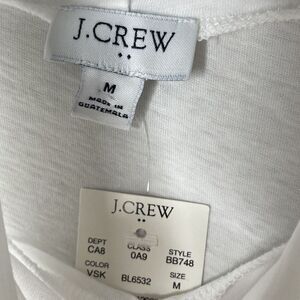 J.CREW
M
MADE IN
GUATEMALA
J.CREW
DEPT CLASS STYLE
CA8 0A9 BB748
COLOR SIZE
VSK BL6532 M